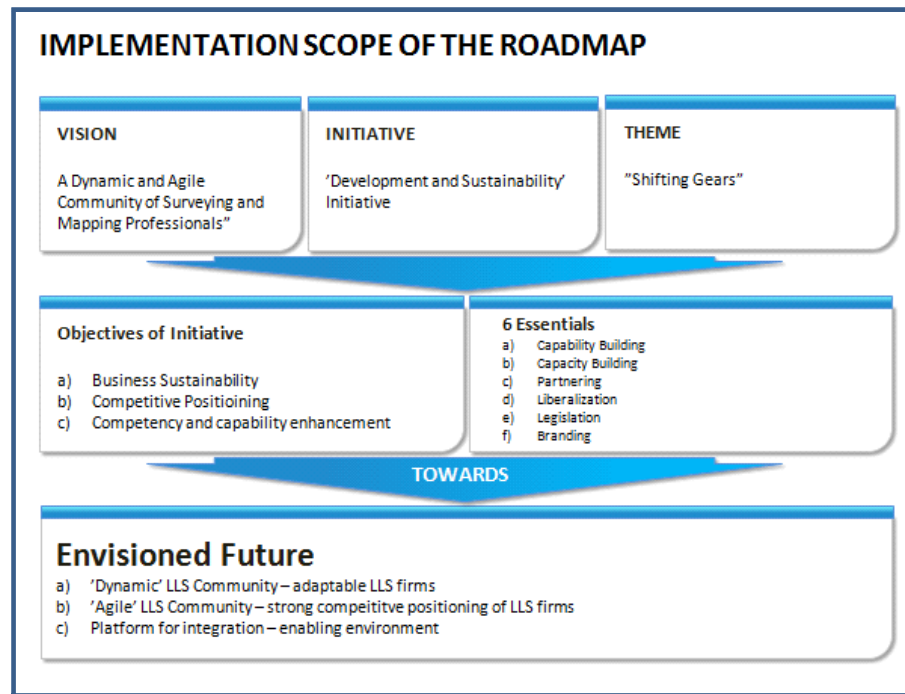 IMPLEMENTATION SCOPE OF THE ROADMAP
VISION
A Dynamic and Agile
Community of Surveying and
Mapping Professionals”
INITIATIVE
’Development and Sustainability’
Initiative
THEME
”Shifting Gears”
Objectives of Initiative
a) Business Sustainability
b) Competitive Positioining
c) Competency and capability enhancement
6 Essentials
a) Capability Building
b) Capacity Building
c) Partnering
d) Liberalization
e) Legislation
f) Branding
TOWARDS
Envisioned Future
a) ’Dynamic’ LLS Community – adaptable LLS firms
b) ’Agile’ LLS Community – strong compeititve positioning of LLS firms
c) Platform for integration – enabling environment